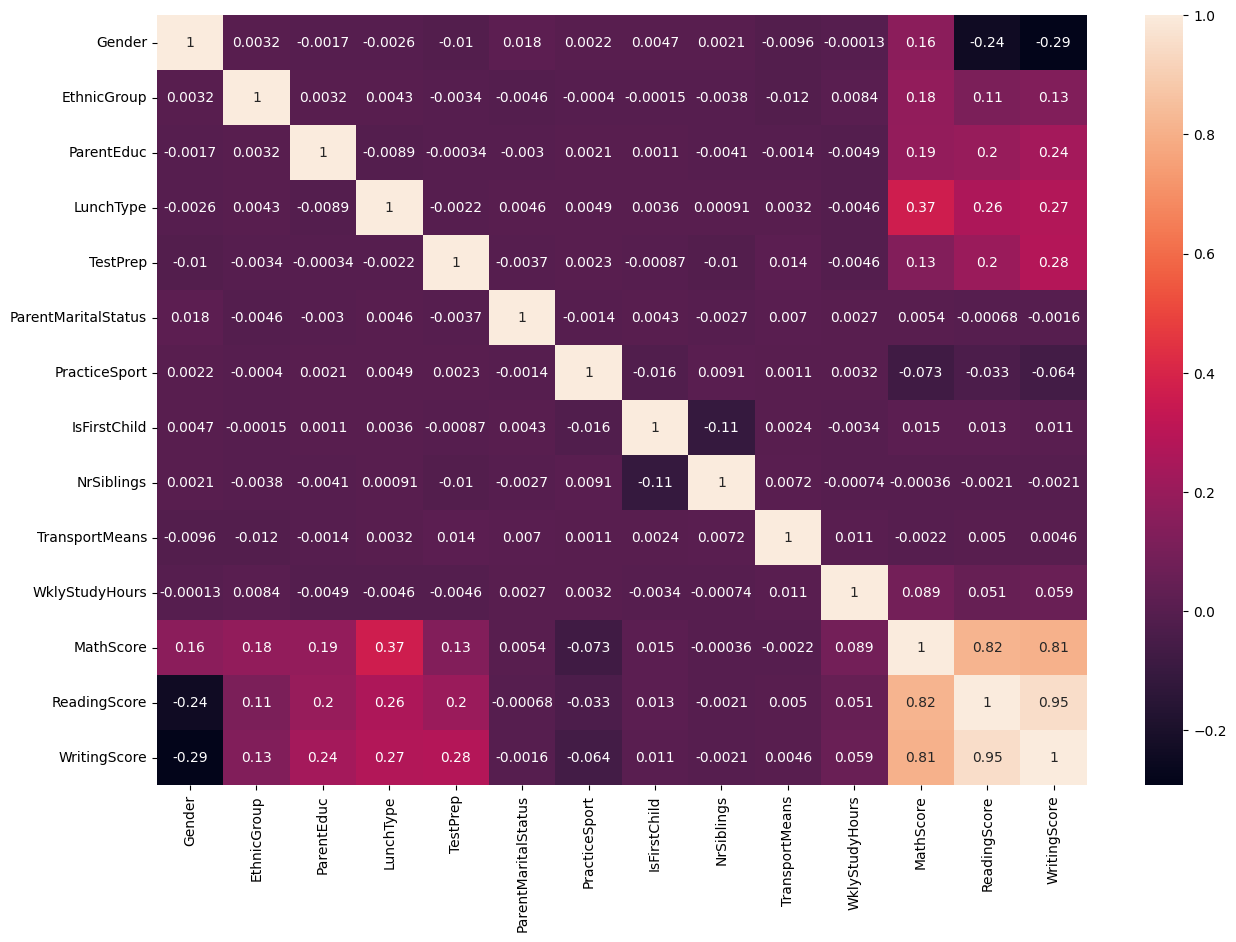 Gender 1 0.0032 -0.0017 -0.0026 -0.01 0.018 0.0022 0.0047 0.0021 -0.0096 -0.00013 0.16 -0.24 -0.29
EthnicGroup 0.0032 1 0.0032 0.0043 -0.0034 -0.0046 -0.0004 -0.00015 -0.0038 -0.012 0.0084 0.18 0.11 0.13
ParentEduc -0.0017 0.0032 1 -0.0089 -0.00034 -0.003 0.0021 0.0011 -0.0041 -0.0014 -0.0049 0.19 0.2 0.24
LunchType -0.0026 0.0043 -0.0089 1 -0.0022 0.0046 0.0049 0.0036 0.00091 0.0032 -0.0046 0.37 0.26 0.27
TestPrep -0.01 -0.0034 -0.00034 -0.0022 1 -0.0037 0.0023 -0.00087 -0.01 0.014 -0.0046 0.13 0.2 0.28
ParentMaritalStatus 0.018 -0.0046 -0.003 0.0046 -0.0037 1 -0.0014 0.0043 -0.0027 0.007 0.0027 0.0054 -0.00068 -0.0016
PracticeSport 0.0022 -0.0004 0.0021 0.0049 0.0023 -0.0014 1 -0.016 0.0091 0.0011 0.0032 -0.073 -0.033 -0.064
IsFirstChild 0.0047 -0.00015 0.0011 0.0036 -0.00087 0.0043 -0.016 1 -0.11 0.0024 -0.0034 0.015 0.013 0.011
NrSiblings 0.0021 -0.0038 -0.0041 0.00091 -0.01 -0.0027 0.0091 -0.11 1 0.0072 -0.00074 -0.00036 -0.0021 -0.0021
TransportMeans -0.0096 -0.012 -0.0014 0.0032 0.014 0.007 0.0011 0.0024 0.0072 1 0.011 -0.0022 0.005 0.0046
WklyStudyHours -0.00013 0.0084 -0.0049 -0.0046 -0.0046 0.0027 0.0032 -0.0034 -0.00074 0.011 1 0.089 0.051 0.059
MathScore 0.16 0.18 0.19 0.37 0.13 0.0054 -0.073 0.015 -0.00036 -0.0022 0.089 1 0.82 0.81
ReadingScore -0.24 0.11 0.2 0.26 0.2 -0.00068 -0.033 0.013 -0.0021 0.005 0.051 0.82 1 0.95
WritingScore -0.29 0.13 0.24 0.27 0.28 -0.0016 -0.064 0.011 -0.0021 0.0046 0.059 0.81 0.95 1
Gender
EthnicGroup
ParentEduc
LunchType
TestPrep
ParentMaritalStatus
PracticeSport
IsFirstChild
NrSiblings
TransportMeans
WklyStudyHours
MathScore
ReadingScore
WritingScore
1.0
0.8
0.6
0.4
0.2
0.0
−0.2